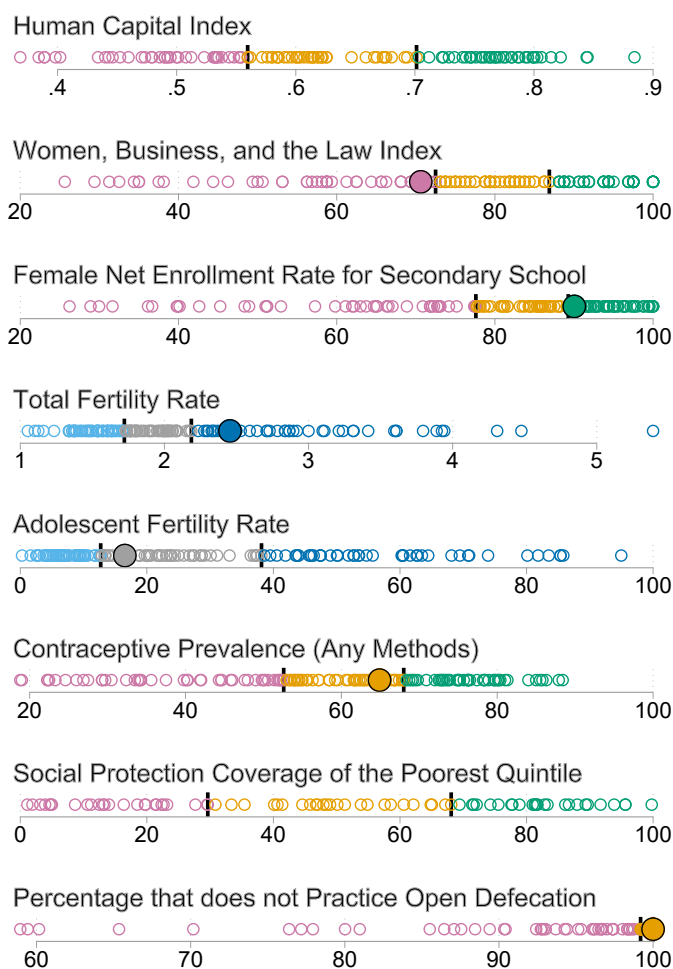 Human Capital Index
.4 .5 .6 .7 .8 .9
Women, Business, and the Law Index
20 40 60 80 100
Female Net Enrollment Rate for Secondary School
20 40 60 80 100
Total Fertility Rate
1 2 3 4 5
Adolescent Fertility Rate
0 20 40 60 80 100
Contraceptive Prevalence (Any Methods)
20 40 60 80 100
Social Protection Coverage of the Poorest Quintile
0 20 40 60 80 100
Percentage that does not Practice Open Defecation
60 70 80 90 100